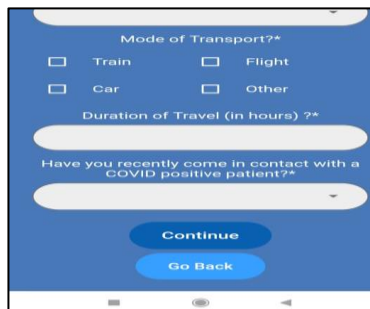 Mode of Transport?*
Train Flight
Car Other
Duration of Travel (in hours) ?*
Have you recently come in contact with a
COVID positive patient?*
Continue
Go Back